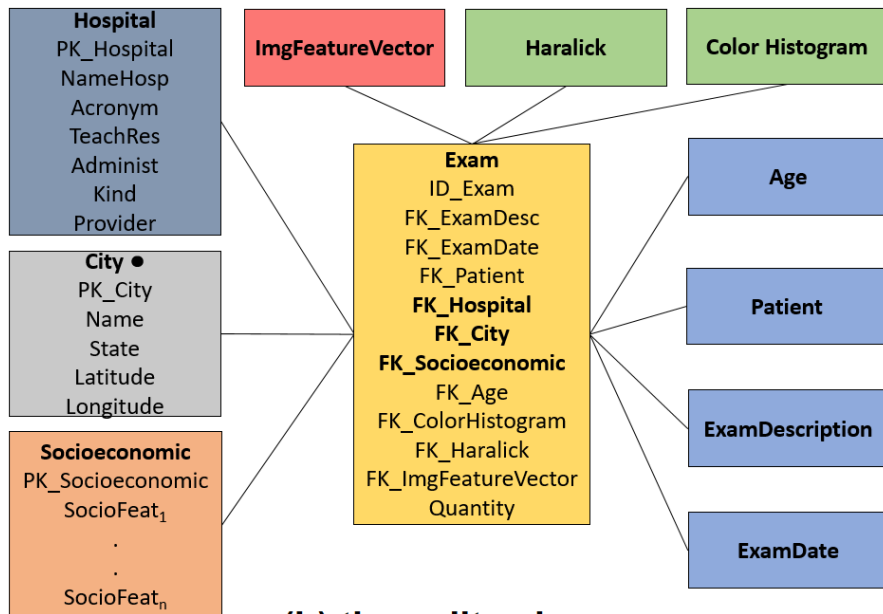 Hospital
PK_Hospital
NameHosp
Acronym
TeachRes
Administ
Kind
Provider
City ●
PK_City
Name
State
Latitude
Longitude
Socioeconomic
PK_Socioeconomic
SocioFeat1
.
.
SocioFeatn
ImgFeatureVector
Haralick
Color Histogram
Exam
ID_Exam
FK_ExamDesc
FK_ExamDate
FK_Patient
FK_Hospital
FK_City
FK_Socioeconomic
FK_Age
FK_ColorHistogram
FK_Haralick
FK_ImgFeatureVector
Quantity
Age
Patient
ExamDescription
ExamDate